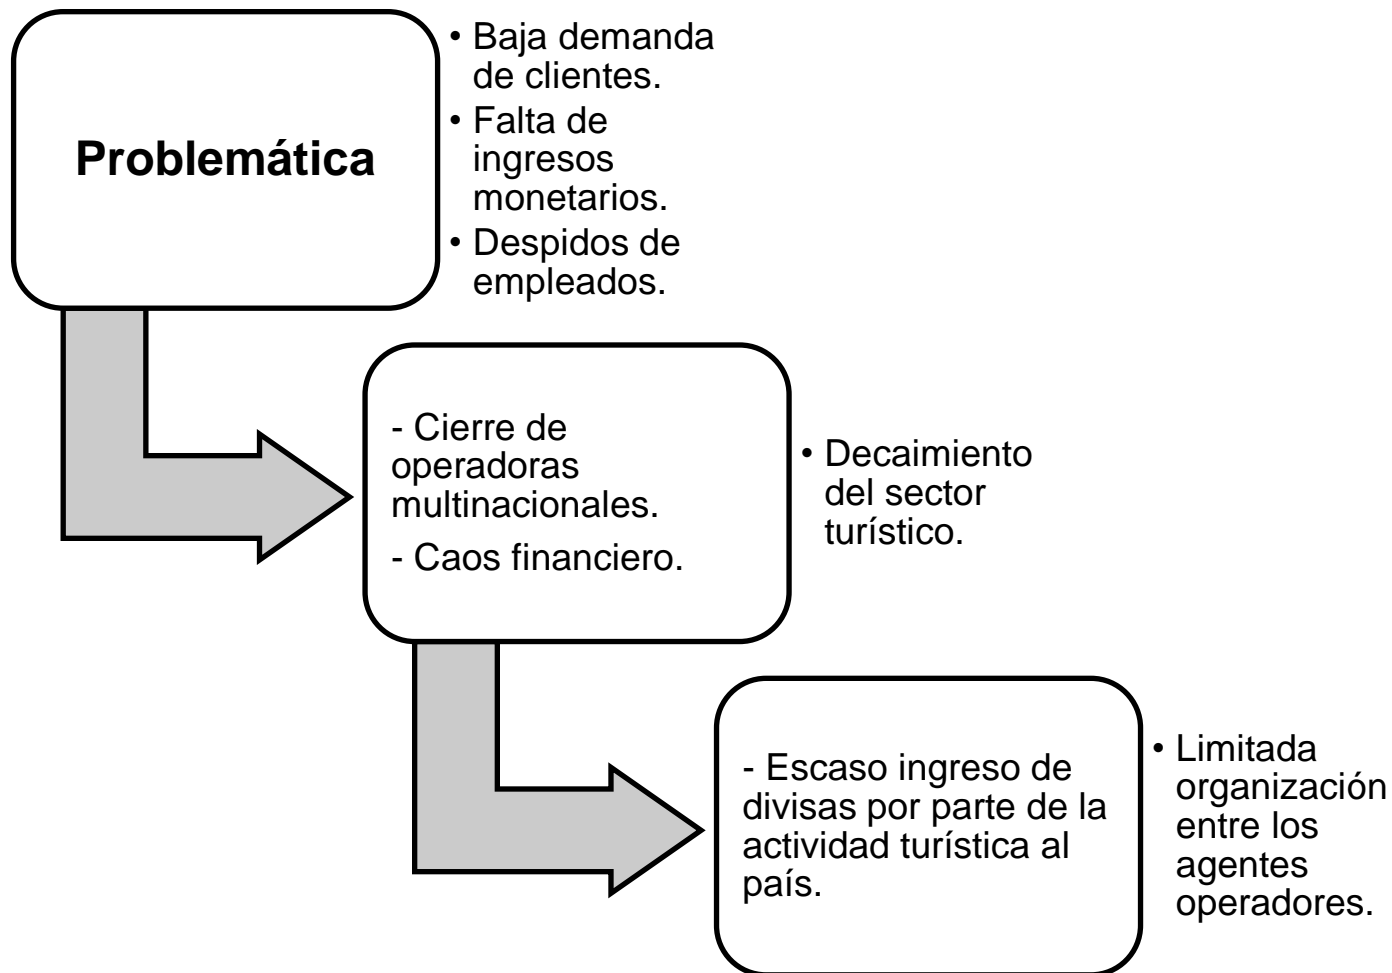 Problemática
• Baja demanda
de clientes.
• Falta de
ingresos
monetarios.
• Despidos de
empleados.
- Cierre de
operadoras
multinacionales.
- Caos financiero.
• Decaimiento
del sector
turístico.
- Escaso ingreso de
divisas por parte de la
actividad turística al
país.
• Limitada
organización
entre los
agentes
operadores.